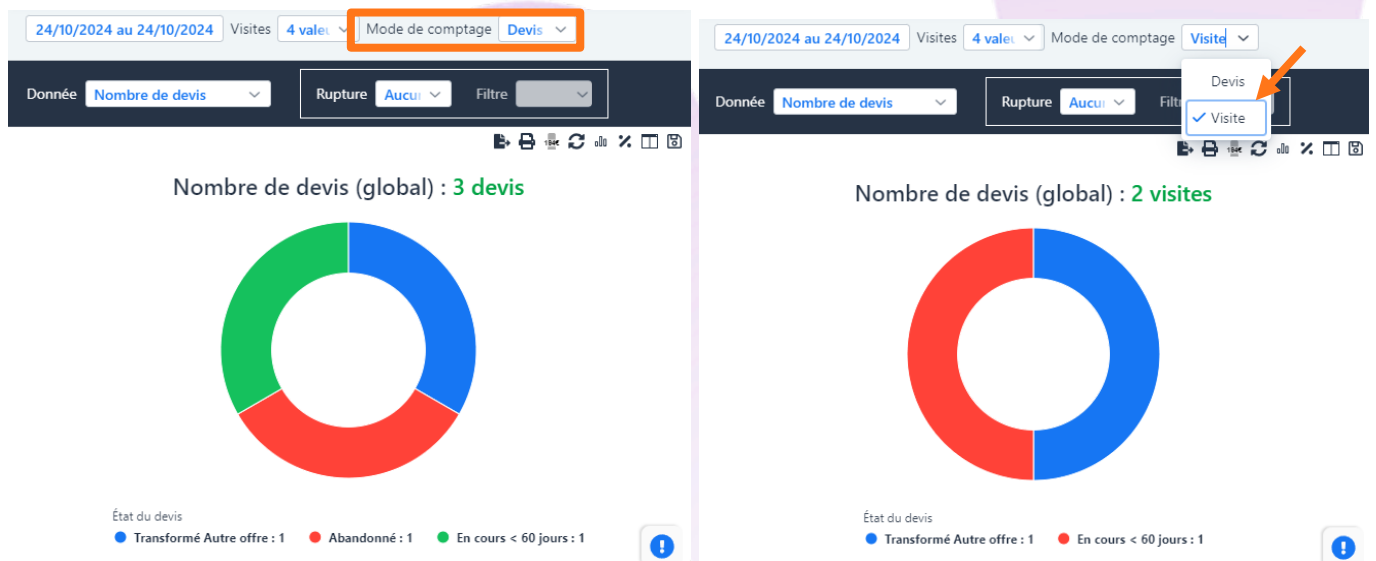 24/10/2024 au 24/10/2024 Visites 4 valeu Mode de comptage Devis
Donnée Nombre de devis Rupture Aucu Filtre
Nombre de devis (global) : 3 devis
État du devis
Transformé Autre offre : 1 Abandonné : 1 En cours < 60 jours : 1
24/10/2024 au 24/10/2024 Visites 4 valeu Mode de comptage Visite
Devis
Visite
Donnée Nombre de devis Rupture Aucu Filt
Nombre de devis (global) : 2 visites
État du devis
Transformé Autre offre : 1 En cours < 60 jours : 1